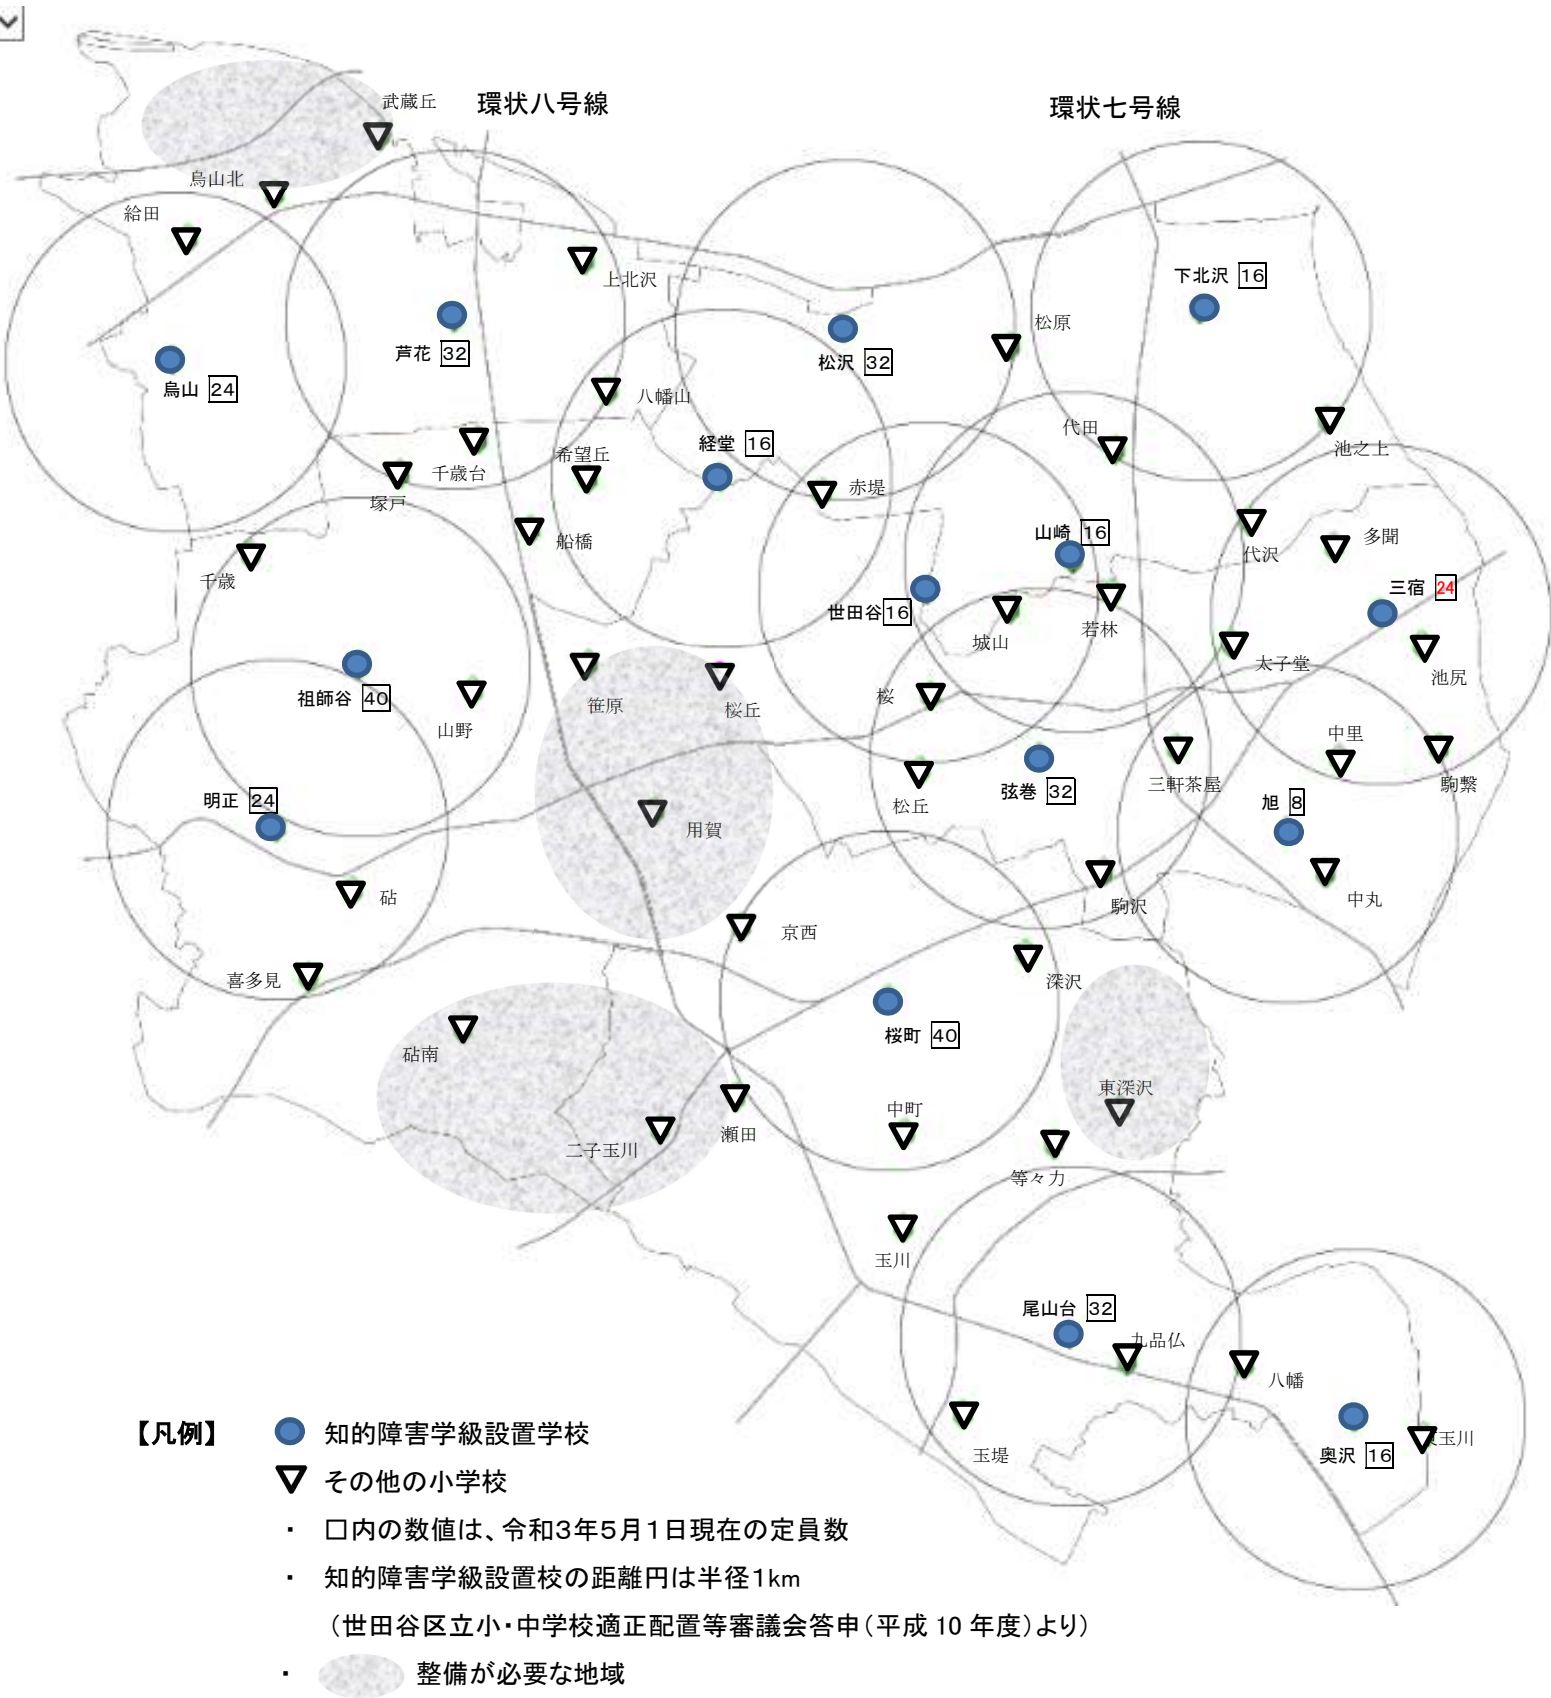 環状八号線
環状七号線
武蔵丘
烏山北
給田
上北沢
下北沢 16
松原
芦花 32
松沢 32
烏山 24
八幡山
代田
池之上
経堂 16
希望丘
千歳台
塚戸
赤堤
船橋
山崎 16
代沢
多聞
千歳
三宿 24
世田谷 16
城山
若林
太子堂
池尻
祖師谷 40
笹原
桜丘
桜
山野
中里
三軒茶屋
駒繋
弦巻 32
松丘
明正 24
旭 8
用賀
砧
中丸
駒沢
京西
喜多見
深沢
桜町 40
砧南
東深沢
中町
瀬田
二子玉川
等々力
玉川
尾山台 32
九品仏
八幡
玉堤
奥沢 16
玉川
【凡例】
知的障害学級設置学校
その他の小学校
・ 口内の数値は、令和3年5月1日現在の定員数
・ 知的障害学級設置校の距離円は半径1km
（世田谷区立小・中学校適正配置等審議会答申（平成 10 年度）より）
・ 整備が必要な地域